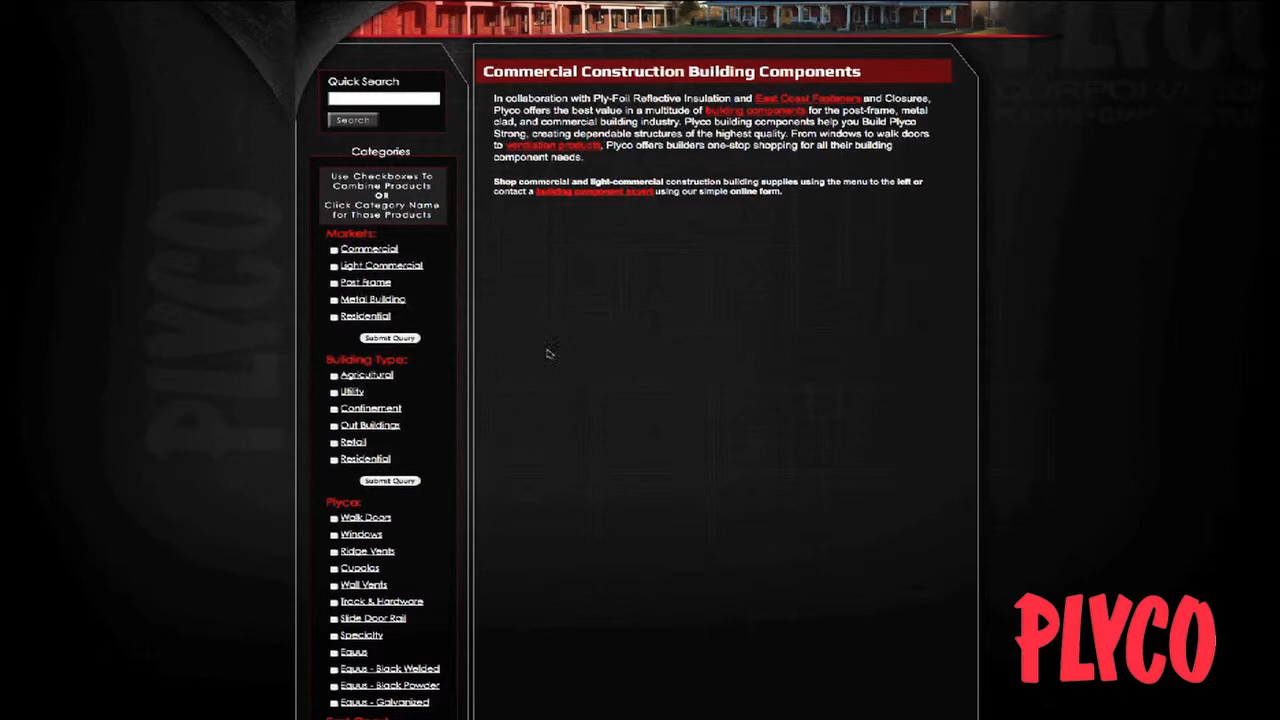 Quick Search
Search
Categories
Use Checkboxes To
Combine Products
OR
Click Category Name
for Those Products
Markets:
Commercial
Light Commercial
Post Frame
Metal Building
Residential
Submit Query
Building Type:
Agricultural
Utility
Confinement
Out Buildings
Retail
Residential
Submit Query
Plyco:
Walk Doors
Windows
Ridge Vents
Cupolas
Wall Vents
Track & Hardware
Slide Door Rail
Specialty
Equus
Equus - Black Welded
Equus - Black Powder
Equus - Galvanized
Commercial Construction Building Components
In collaboration with Ply-Foil Reflective Insulation and East Coast Fasteners and Closures,
Plyco offers the best value in a multitude of building components for the post-frame, metal
clad, and commercial building industry. Plyco building components help you Build Plyco
Strong, creating dependable structures of the highest quality. From windows to walk doors
to ventilation products, Plyco offers builders one-stop shopping for all their building
component needs.
Shop commercial and light-commercial construction building supplies using the menu to the left or
contact a building component expert using our simple online form.
PLYCO
PLYCO
PLYCO